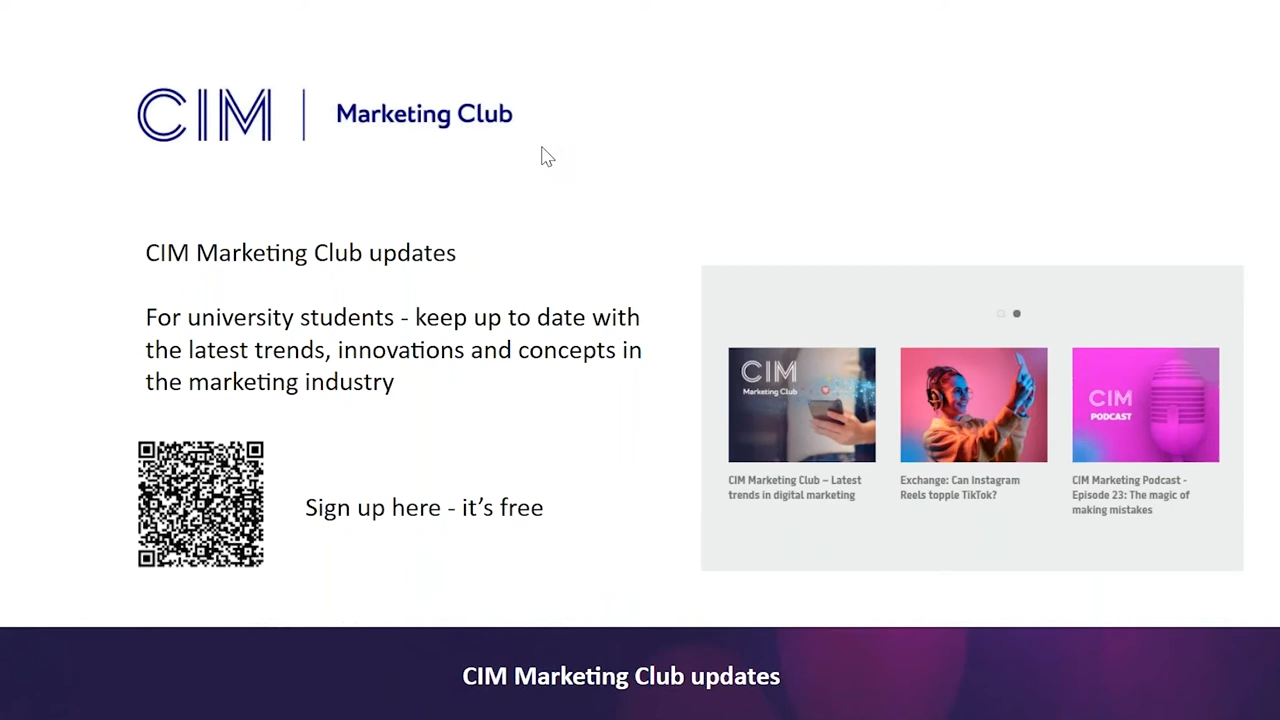 CIM | Marketing Club
CIM Marketing Club updates
For university students - keep up to date with
the latest trends, innovations and concepts in
the marketing industry
Sign up here - it’s free
CIM
Marketing Club
CIM Marketing Club – Latest
trends in digital marketing
Exchange: Can Instagram
Reels topple TikTok?
CIM
PODCAST
CIM Marketing Podcast -
Episode 23: The magic of
making mistakes
CIM Marketing Club updates